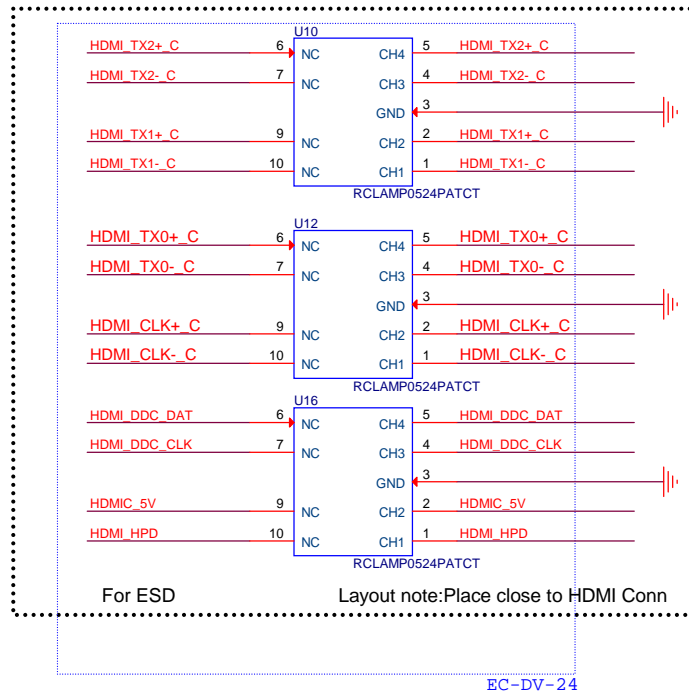 U10
HDMI_TX2+_C 6 NC CH4 5 HDMI_TX2+_C
HDMI_TX2-_C 7 NC CH3 4 HDMI_TX2-_C
GND 3
HDMI_TX1+_C 9 NC CH2 2 HDMI_TX1+_C
HDMI_TX1-_C 10 NC CH1 1 HDMI_TX1-_C
RCLAMP0524PATCT
U12
HDMI_TX0+_C 6 NC CH4 5 HDMI_TX0+_C
HDMI_TX0-_C 7 NC CH3 4 HDMI_TX0-_C
GND 3
HDMI_CLK+_C 9 NC CH2 2 HDMI_CLK+_C
HDMI_CLK-_C 10 NC CH1 1 HDMI_CLK-_C
RCLAMP0524PATCT
U16
HDMI_DDC_DAT 6 NC CH4 5 HDMI_DDC_DAT
HDMI_DDC_CLK 7 NC CH3 4 HDMI_DDC_CLK
GND 3
HDMIC_5V 9 NC CH2 2 HDMIC_5V
HDMI_HPD 10 NC CH1 1 HDMI_HPD
RCLAMP0524PATCT
For ESD Layout note:Place close to HDMI Conn
EC-DV-24